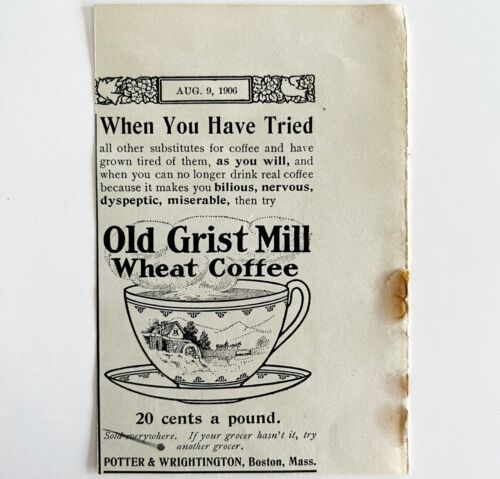 AUG. 9, 1906
When You Have Tried
all other substitutes for coffee and have
grown tired of them, as you will, and
when you can no longer drink real coffee
because it makes you bilious, nervous,
dyspeptic, miserable, then try
Old Grist Mill
Wheat Coffee
20 cents a pound.
Sold everywhere. If your grocer hasn't it, try
another grocer.
POTTER & WRIGHTINGTON, Boston, Mass.